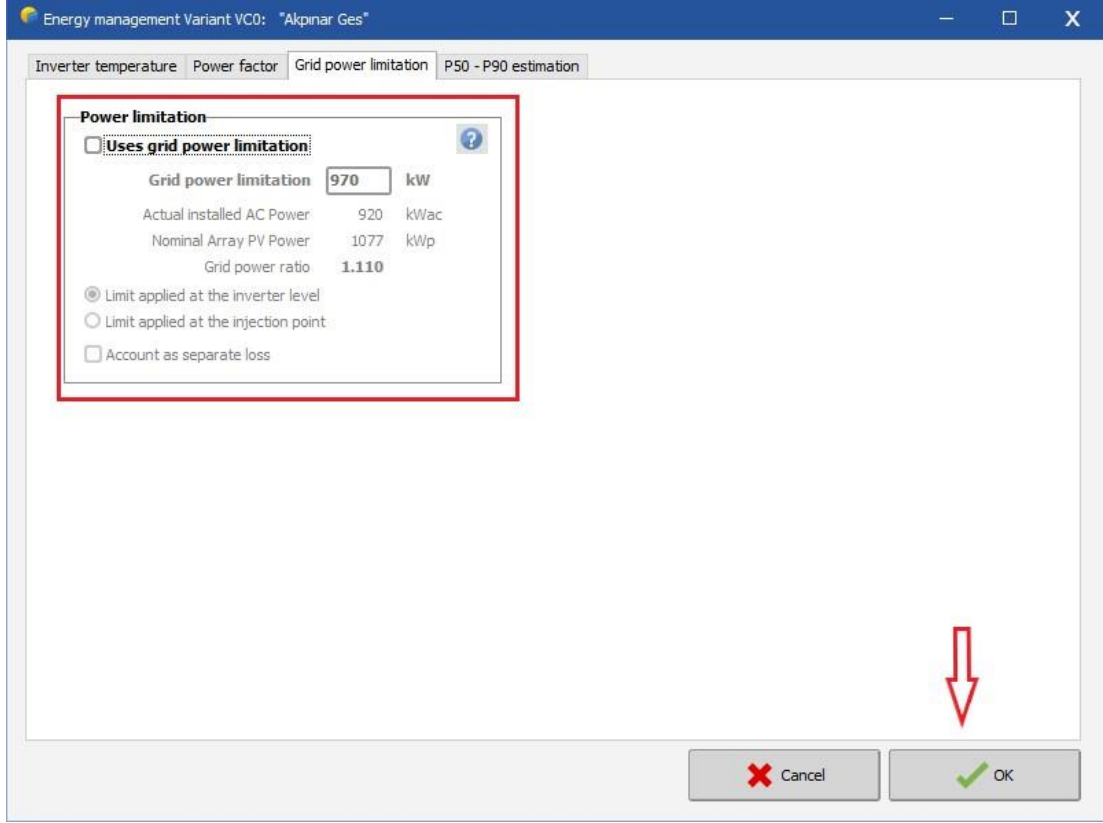 Energy management Variant VC0: "Akpınar Ges"
Inverter temperature Power factor Grid power limitation P50 - P90 estimation
Power limitation
Uses grid power limitation
Grid power limitation 970 kW
Actual installed AC Power 920 kWac
Nominal Array PV Power 1077 kWp
Grid power ratio 1.110
Limit applied at the inverter level
Limit applied at the injection point
Account as separate loss
Cancel OK